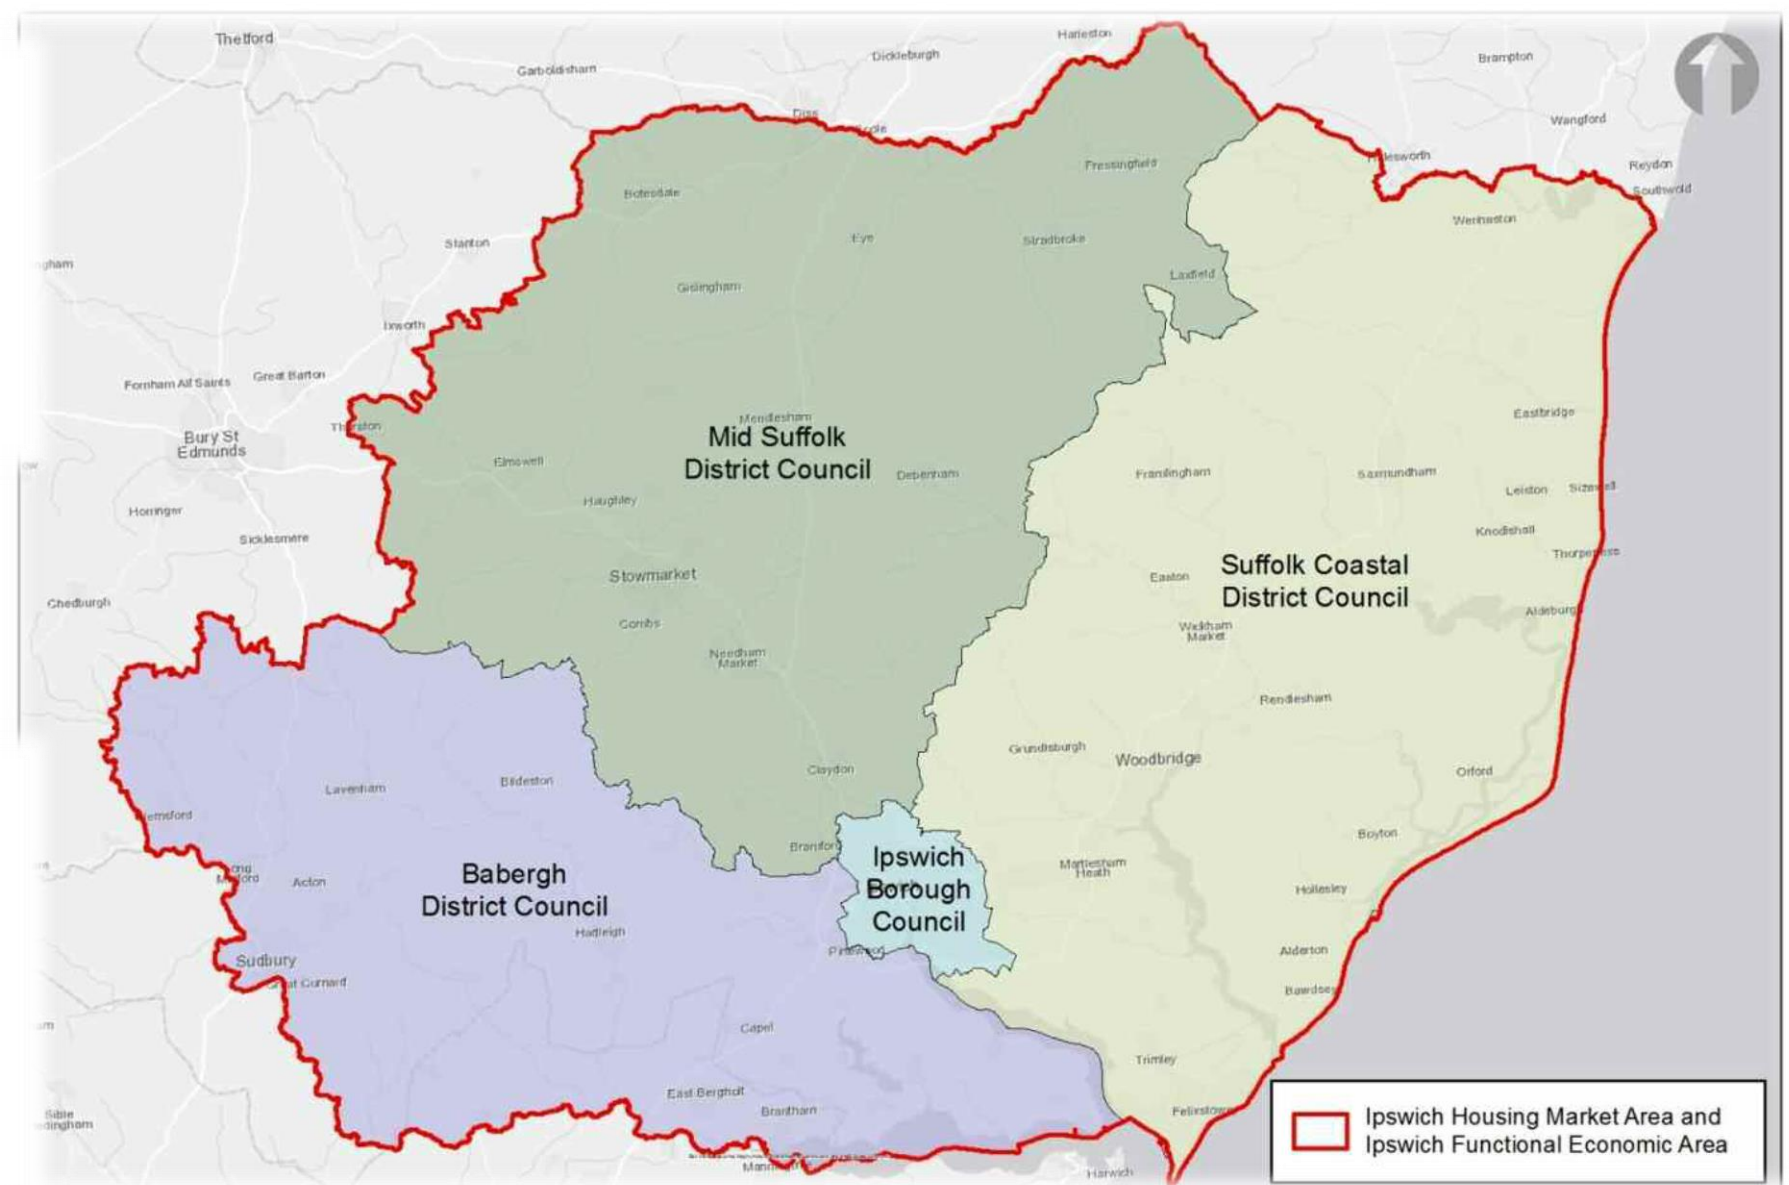 Thetford
Garboldisham
Dickleburgh
Harleston
Brampton
Wangford
Diss
Reydon
Southwold
Fressingfield
Botesdale
Wenhaston
Stanton
Eye
Stradbroke
Laxfield
Gislingham
Ixworth
Fornham All Saints
Great Barton
Eastbridge
Mendlesham
Bury St
Edmunds
Mid Suffolk
District Council
Elmswell
Debenham
Framlingham
Saxmundham
Haughley
Leiston
Horringer
Knodishall
Sicklesmere
Suffolk Coastal
District Council
Stowmarket
Easton
Chedburgh
Combs
Wickham
Market
Needham
Market
Rendlesham
Grundisburgh
Woodbridge
Claydon
Orford
Lavenham
Bildeston
Boyton
Ipswich
Borough
Council
Martlesham
Heath
Babergh
District Council
Acton
Hollesley
Hadleigh
Alderton
Sudbury
Capel
Trimley
East Bergholt
Brantham
Harwich
Sible
Ipswich Housing Market Area and
Ipswich Functional Economic Area